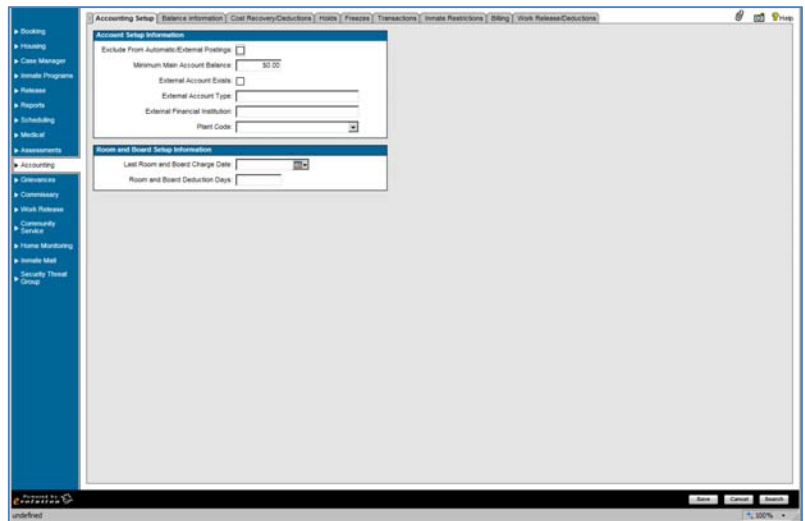 Accounting Setup Balance Information Cost Recovery/Deductions Holds Freezes Transactions Inmate Restrictions Billing Work Release/Deductions
Help
Booking
Housing
Case Manager
Inmate Programs
Release
Reports
Scheduling
Medical
Assessments
Accounting
Grievances
Commissary
Work Release
Community
Service
Home Monitoring
Inmate Mail
Security Threat
Group
Account Setup Information
Exclude From Automatic/External Postings:
Minimum Main Account Balance: $0.00
External Account Exists:
External Account Type:
External Financial Institution:
Plant Code:
Room and Board Setup Information
Last Room and Board Charge Date:
Room and Board Deduction Days:
Powered by
evolution
Save Cancel Search
undefined
100%